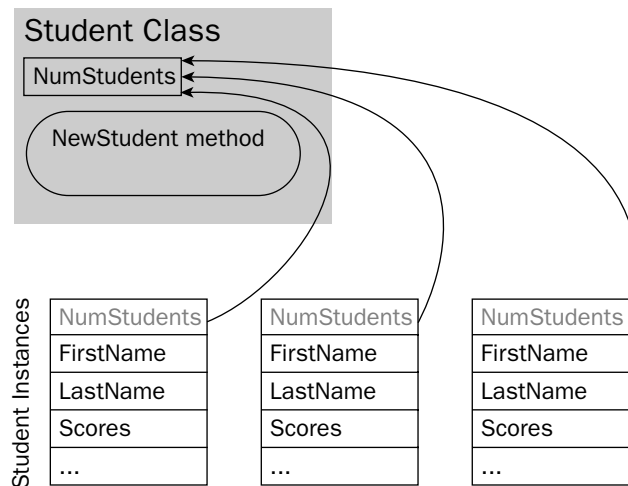 Student Class
NumStudents
NewStudent method
Student Instances
NumStudents
FirstName
LastName
Scores
...
NumStudents
FirstName
LastName
Scores
...
NumStudents
FirstName
LastName
Scores
...